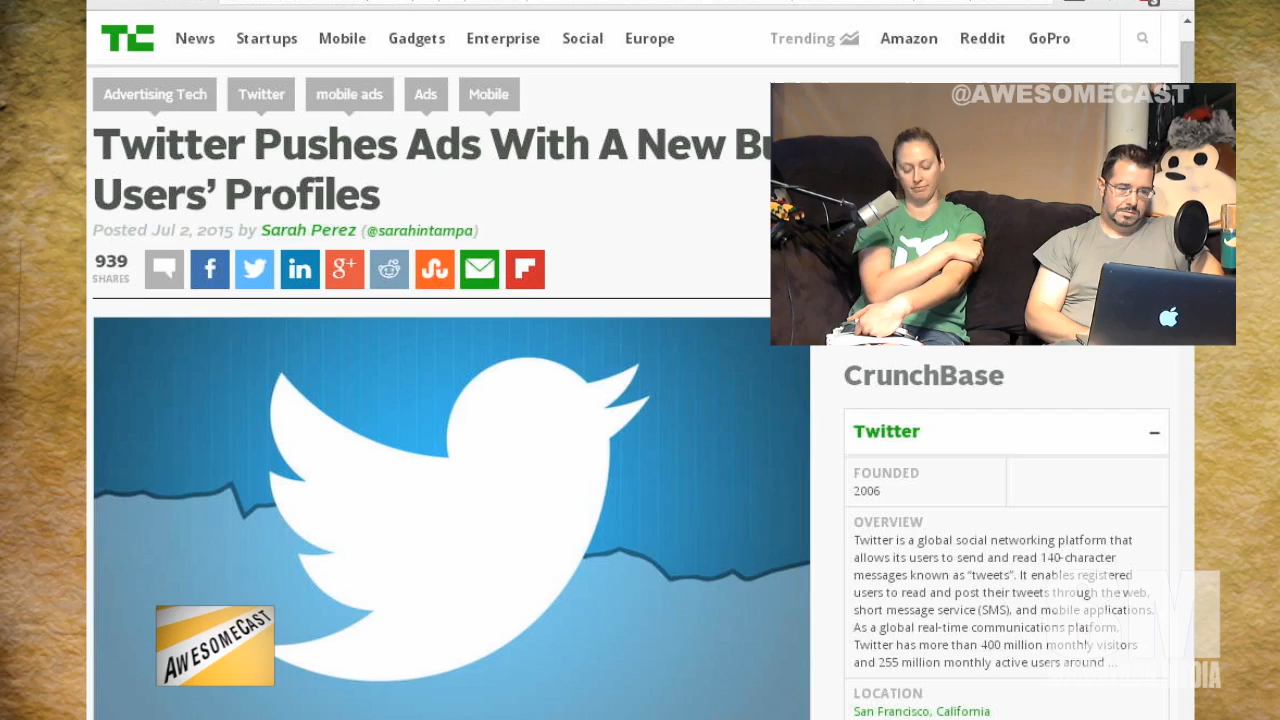 TC News Startups Mobile Gadgets Enterprise Social Europe Trending Amazon Reddit GoPro
Advertising Tech Twitter mobile ads Ads Mobile
@AWESOMECAST
Twitter Pushes Ads With A New
Users' Profiles
Posted Jul 2, 2015 by Sarah Perez (@sarahintampa)
939
SHARES
f in g+
CrunchBase
Twitter –
FOUNDED
2006
OVERVIEW
Twitter is a global social networking platform that
allows its users to send and read 140-character
messages known as "tweets". It enables registered
users to read and post their tweets through the web,
short message service (SMS), and mobile applications.
As a global real-time communications platform,
Twitter has more than 400 million monthly visitors
and 255 million monthly active users around ...
LOCATION
San Francisco, California
AWESOMECAST